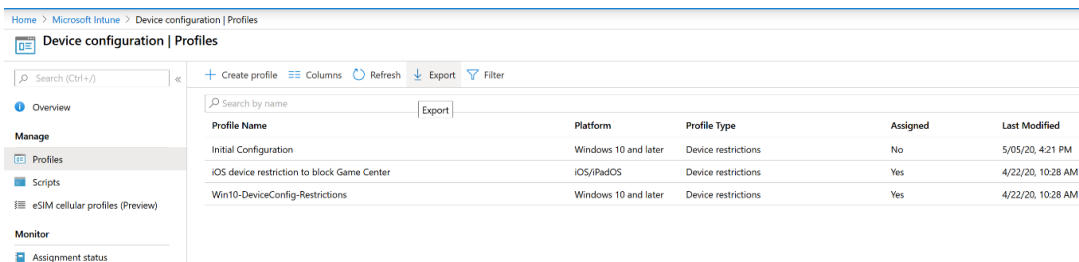 Home > Microsoft Intune > Device configuration | Profiles
Device configuration | Profiles
Search (Ctrl+/)
«
Create profile Columns Refresh Export Filter
Overview
Search by name
Export
Manage
Profiles
Scripts
eSIM cellular profiles (Preview)
Monitor
Assignment status
Profile Name Platform Profile Type Assigned Last Modified
Initial Configuration Windows 10 and later Device restrictions No 5/05/20, 4:21 PM
iOS device restriction to block Game Center iOS/iPadOS Device restrictions Yes 4/22/20, 10:28 AM
Win10-DeviceConfig-Restrictions Windows 10 and later Device restrictions Yes 4/22/20, 10:28 AM